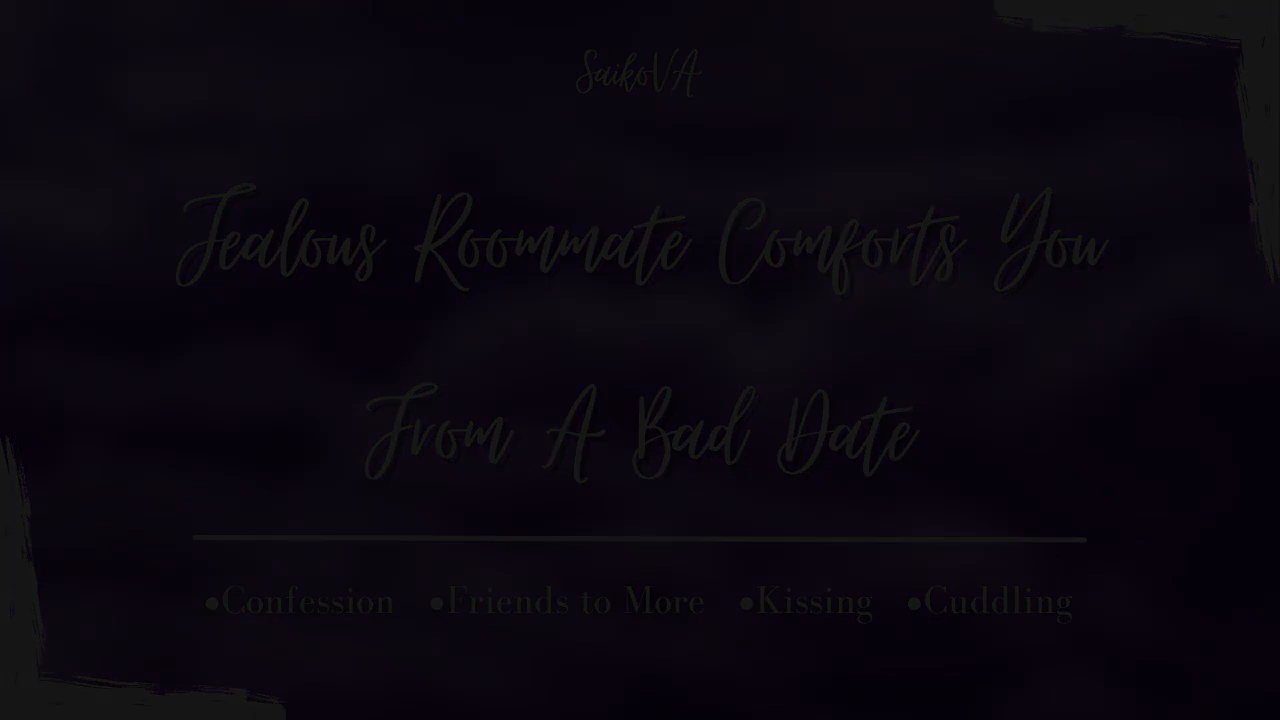 SaikoVA
Jealous Roommate Comforts You
From A Bad Date
•Confession •Friends to More •Kissing •Cuddling